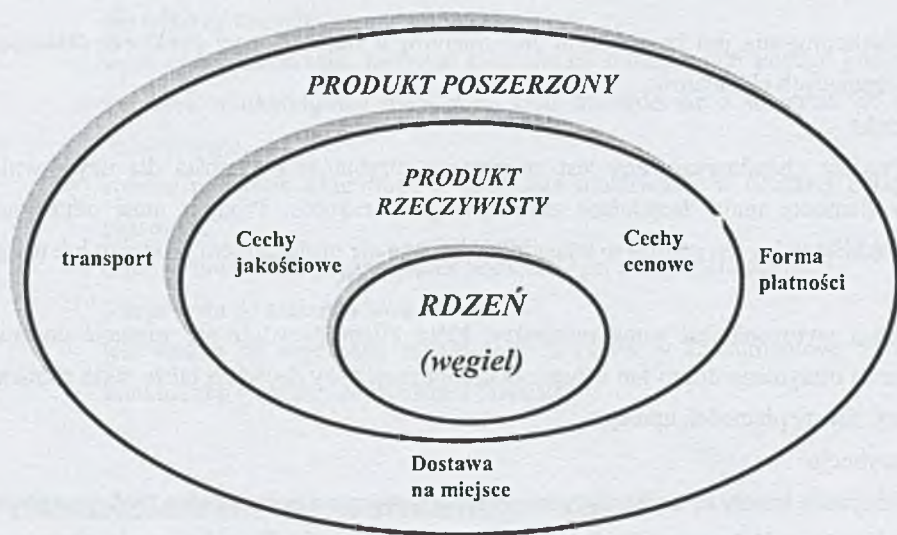 PRODUKT POSZERZONY
PRODUKT
RZECZYWISTY
transport
Cechy
jakościowe
Cechy
cenowe
Forma
płatności
RDZEŃ
(węgiel)
Dostawa
na miejsce